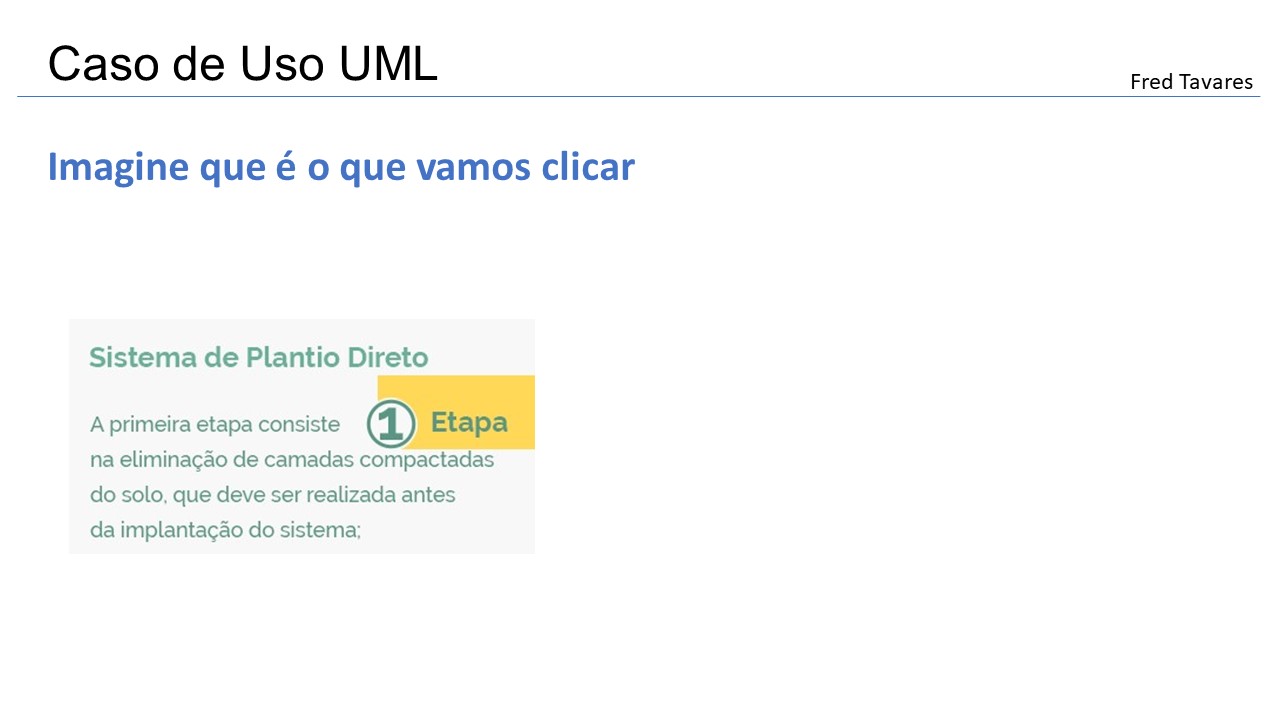 Caso de Uso UML
Fred Tavares
Imagine que é o que vamos clicar
Sistema de Plantio Direto
A primeira etapa consiste
1 Etapa
na eliminação de camadas compactadas
do solo, que deve ser realizada antes
da implantação do sistema;